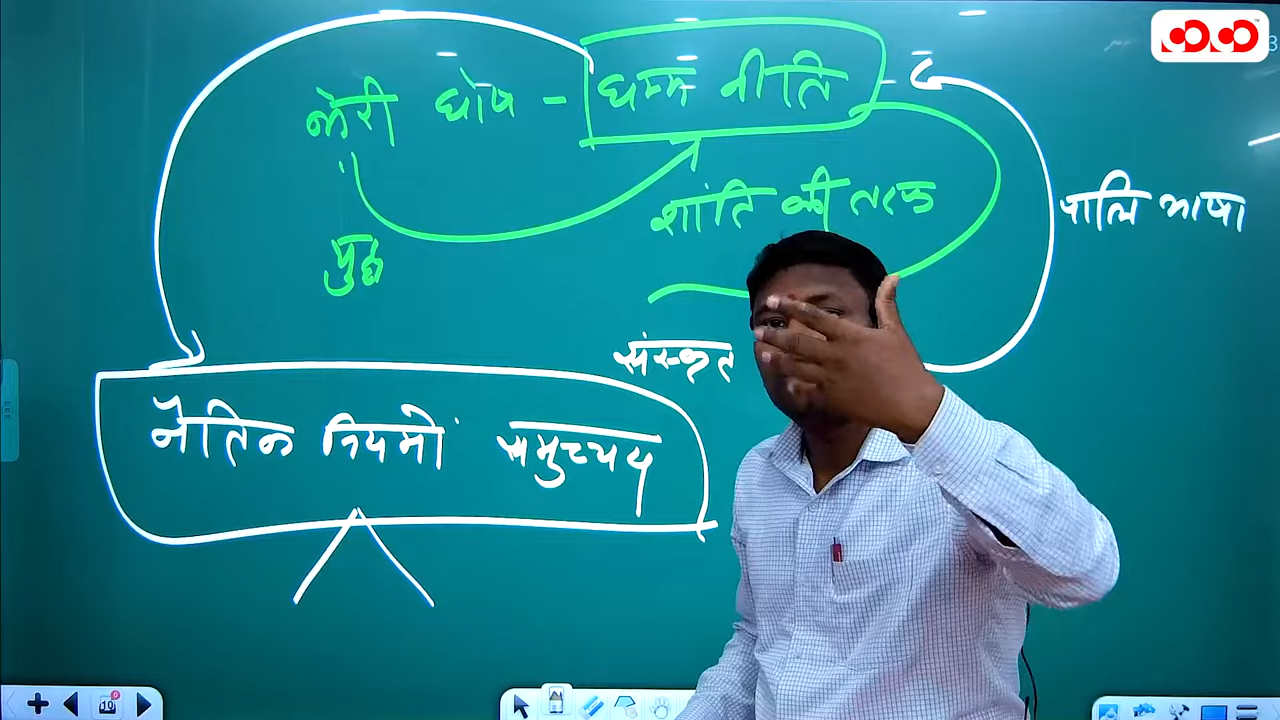 भेरी घोष - धम्म नीति
शांति की तरफ
पालि भाषा
युद्ध
संस्कृत
नैतिक नियमों समुच्चय